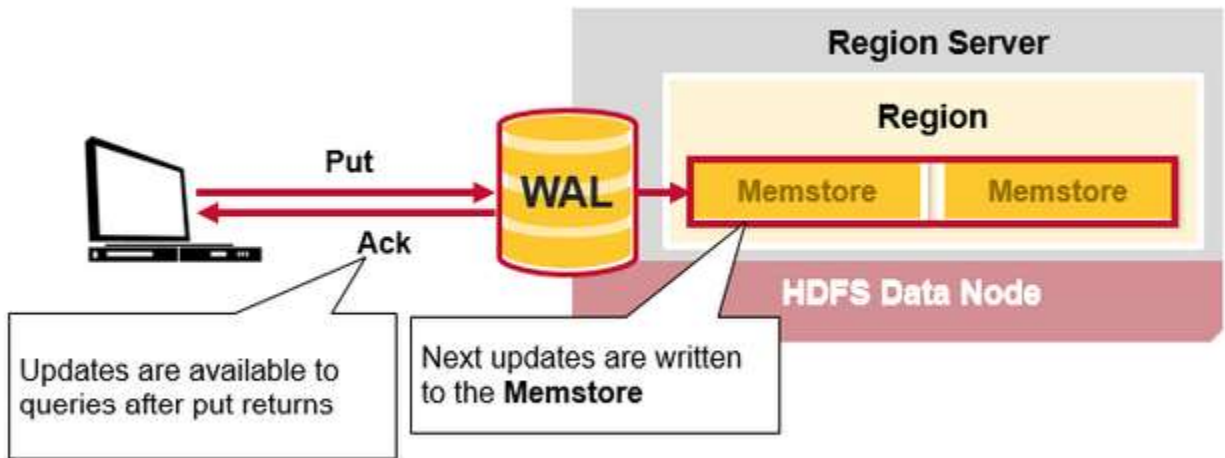 Region Server
Region
Put
WAL
Memstore
Memstore
Ack
HDFS Data Node
Updates are available to
queries after put returns
Next updates are written
to the Memstore